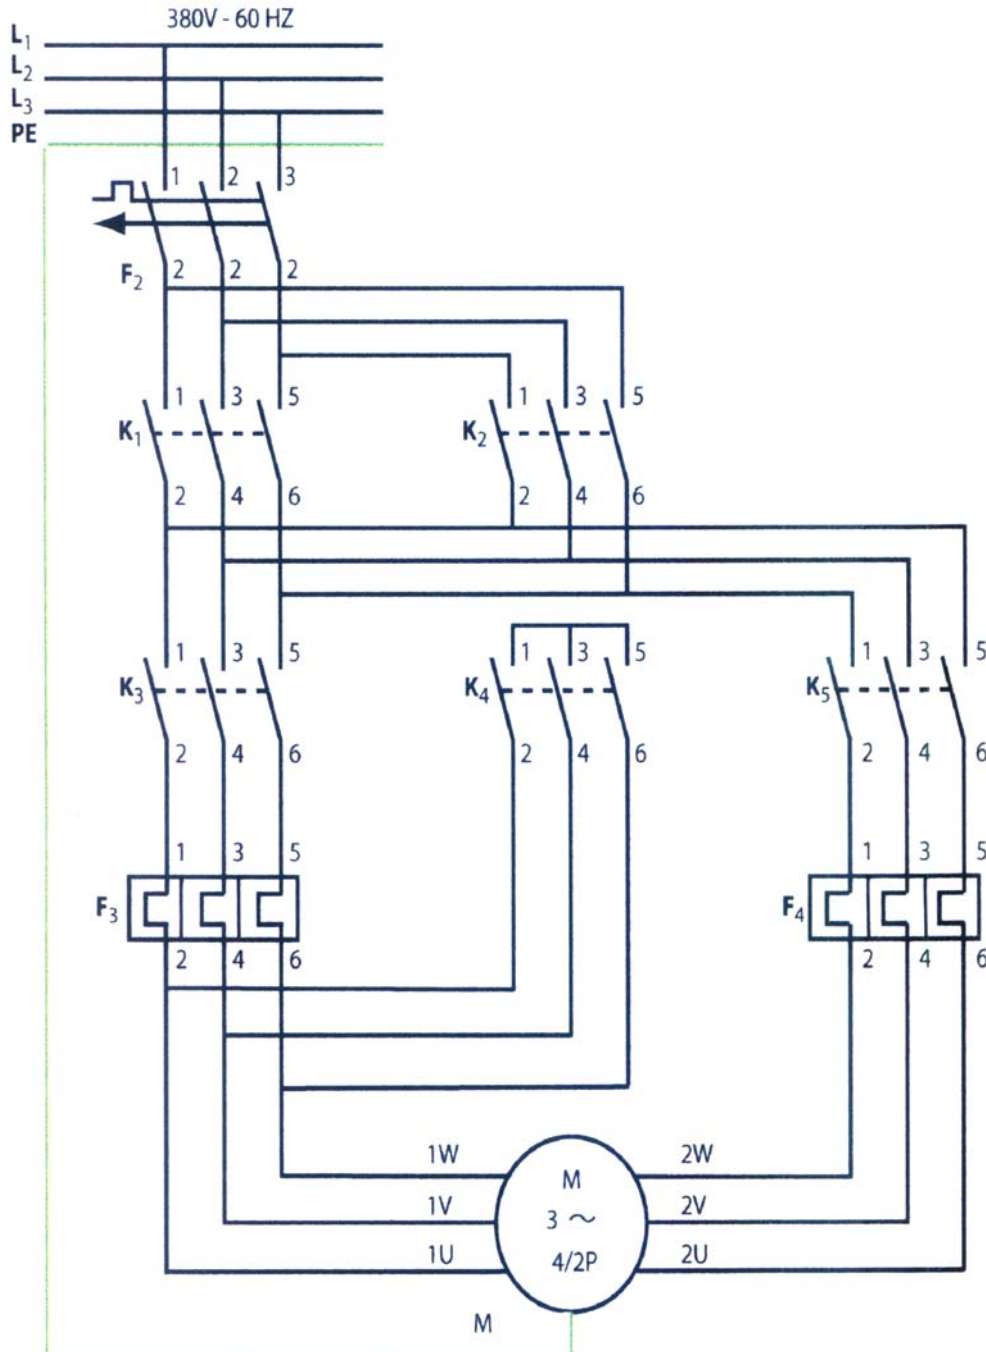 380V - 60 HZ
L1
L2
L3
PE
1 2 3
F2 2 2 2
1 3 5 1 3 5
K1 K2
2 4 6 2 4 6
1 3 5 1 3 5 1 3 5
K3 K4 K5
2 4 6 2 4 6 2 4 6
1 3 5 1 3 5
F3 F4
2 4 6 2 4 6
1W 2W
M
1V 3 ~ 2V
1U 4/2P 2U
M